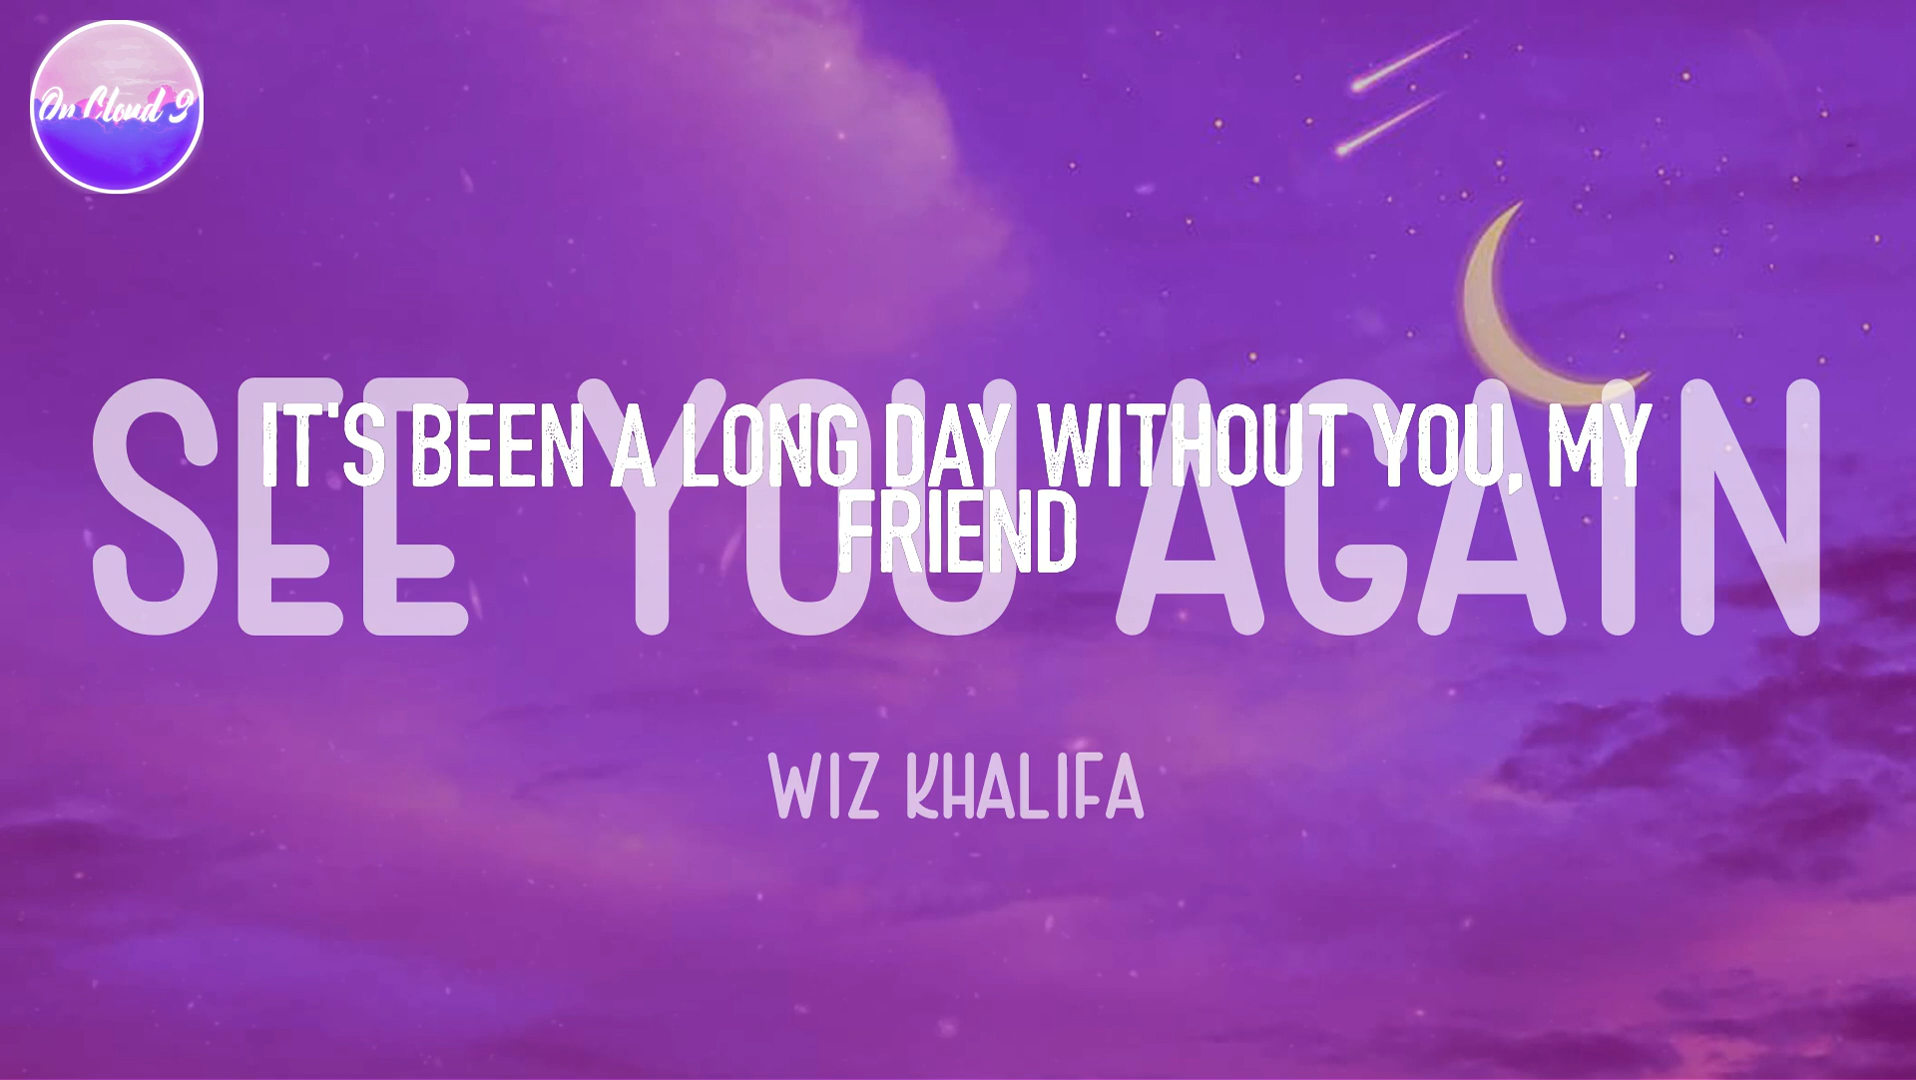 On Cloud 9
SEE YOU AGAIN
IT'S BEEN A LONG DAY WITHOUT YOU, MY
FRIEND
WIZ KHALIFA